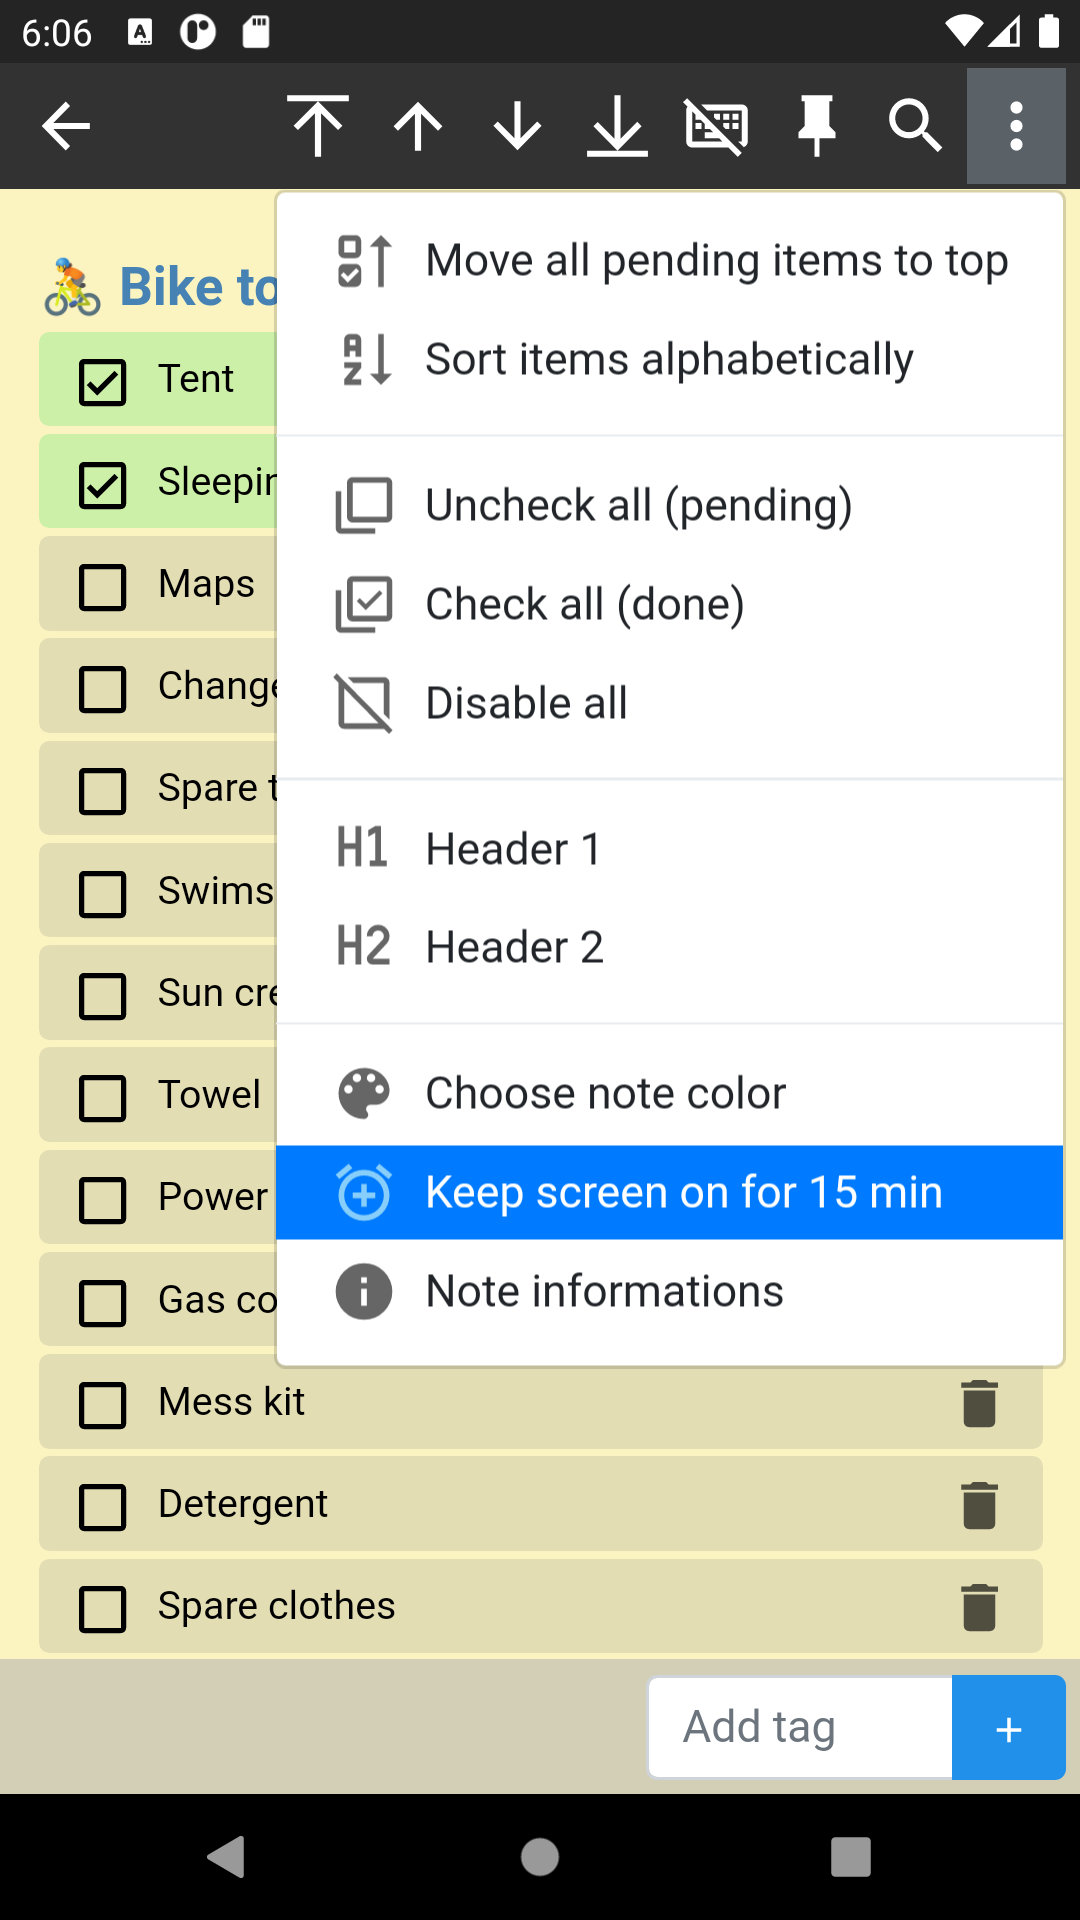 6:06
Bike to
Move all pending items to top
Sort items alphabetically
Uncheck all (pending)
Check all (done)
Disable all
H1 Header 1
H2 Header 2
Choose note color
Keep screen on for 15 min
Note informations
Tent
Sleepin
Maps
Change
Spare t
Swims
Sun cre
Towel
Power
Gas co
Mess kit
Detergent
Spare clothes
Add tag
+